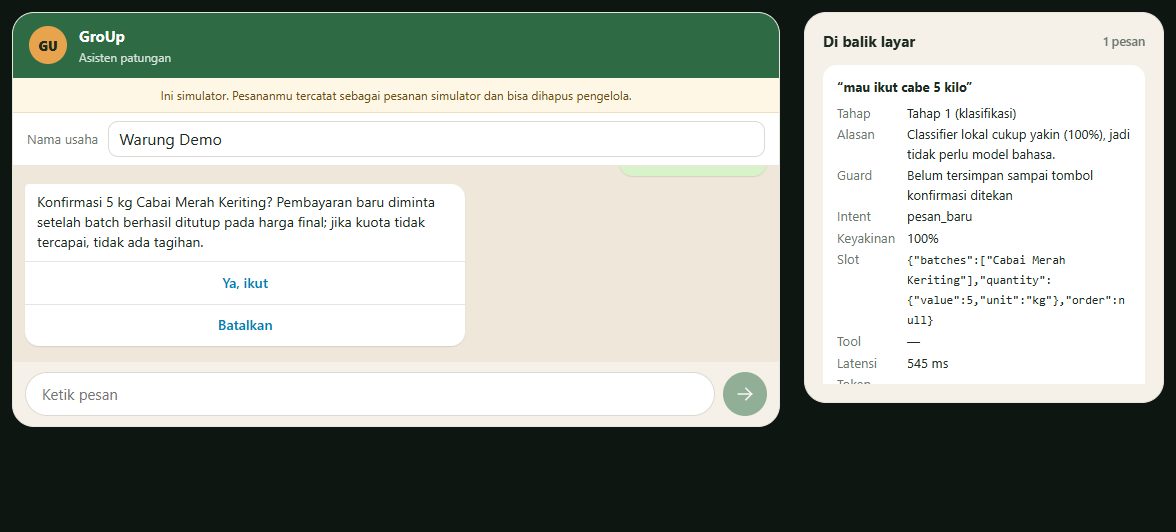 GU
GroUp
Asisten patungan
Ini simulator. Pesananmu tercatat sebagai pesanan simulator dan bisa dihapus pengelola.
Nama usaha
Warung Demo
Konfirmasi 5 kg Cabai Merah Keriting? Pembayaran baru diminta
setelah batch berhasil ditutup pada harga final; jika kuota tidak
tercapai, tidak ada tagihan.
Ya, ikut
Batalkan
Ketik pesan
Di balik layar
1 pesan
“mau ikut cabe 5 kilo”
Tahap Tahap 1 (klasifikasi)
Alasan Classifier lokal cukup yakin (100%), jadi
tidak perlu model bahasa.
Guard Belum tersimpan sampai tombol
konfirmasi ditekan
Intent pesan_baru
Keyakinan 100%
Slot {"batches":["Cabai Merah
Keriting"],"quantity":
{"value":5,"unit":"kg"},"order":n
ull}
Tool —
Latensi 545 ms
Token